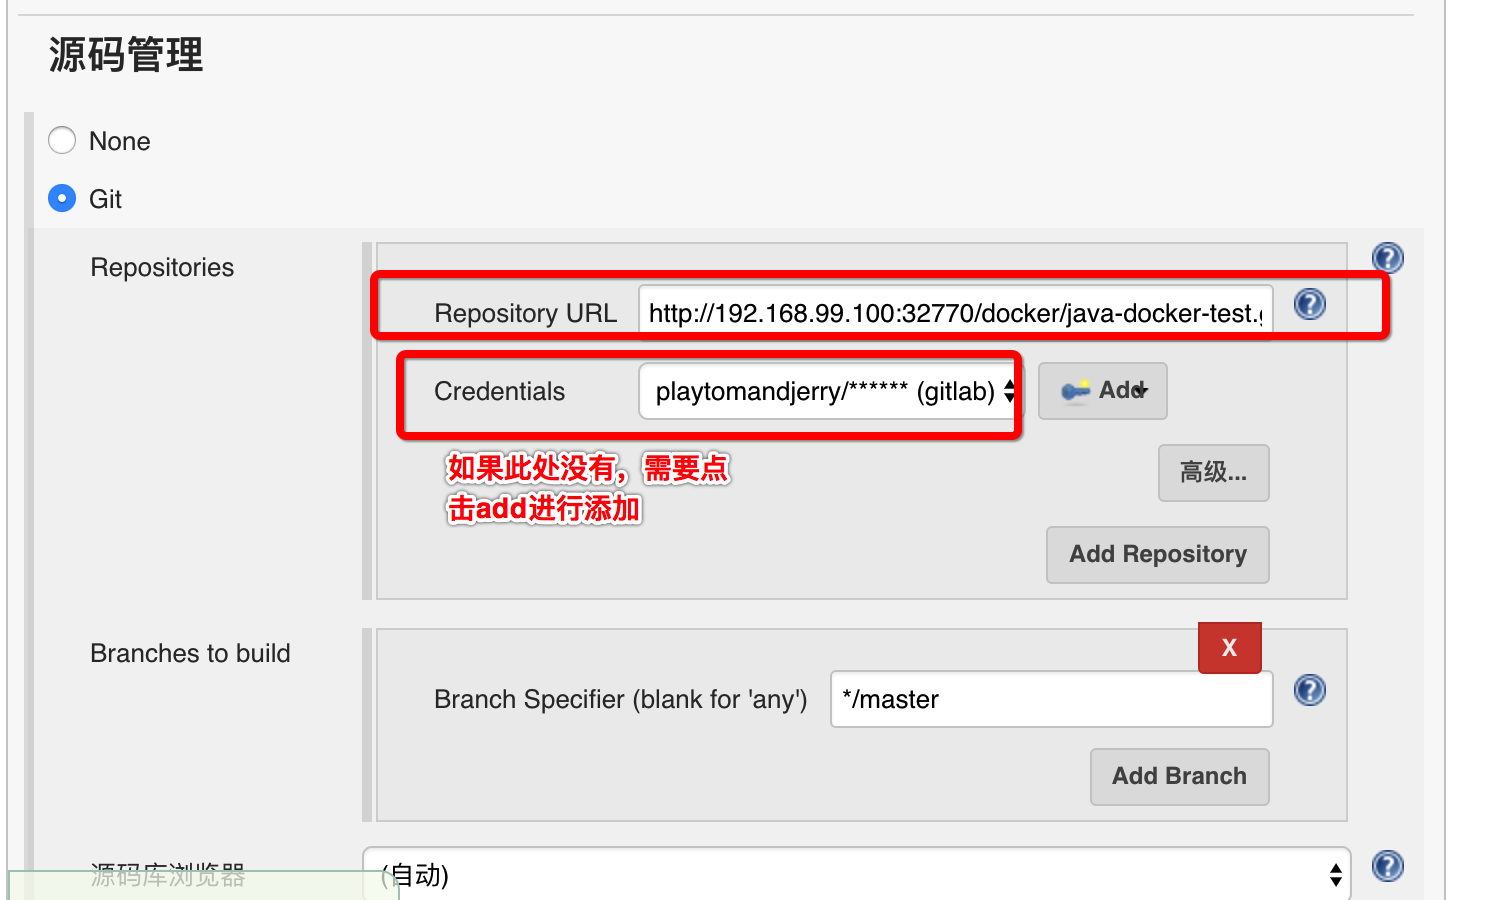 源码管理
None
Git
Repositories
Repository URL http://192.168.99.100:32770/docker/java-docker-test.
Credentials playtomandjerry/****** (gitlab) Add
如果此处没有，需要点
击add进行添加
高级...
Add Repository
Branches to build
X
Branch Specifier (blank for 'any') */master
Add Branch
源码库浏览器 (自动)